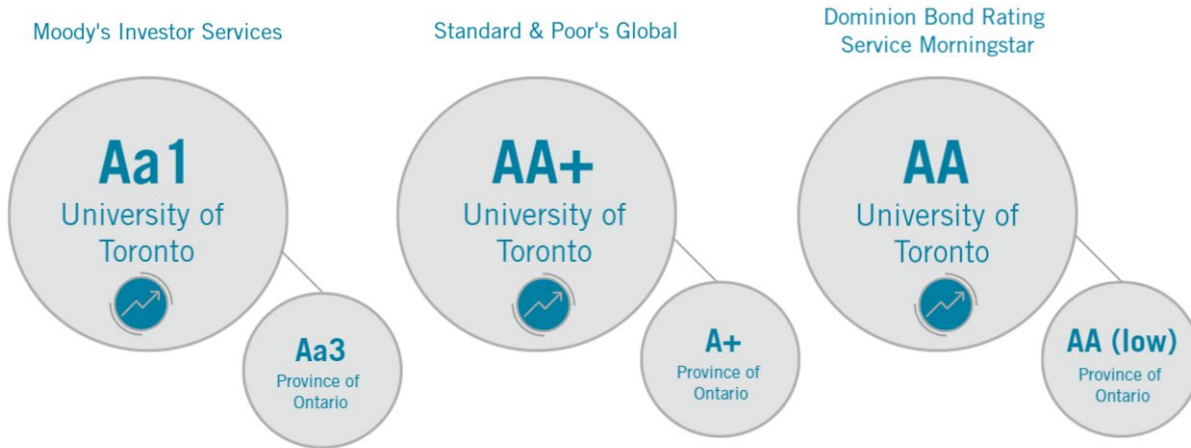 Moody's Investor Services
Aa1
University of
Toronto
Aa3
Province of
Ontario
Standard & Poor's Global
AA+
University of
Toronto
A+
Province of
Ontario
Dominion Bond Rating
Service Morningstar
AA
University of
Toronto
AA (low)
Province of
Ontario